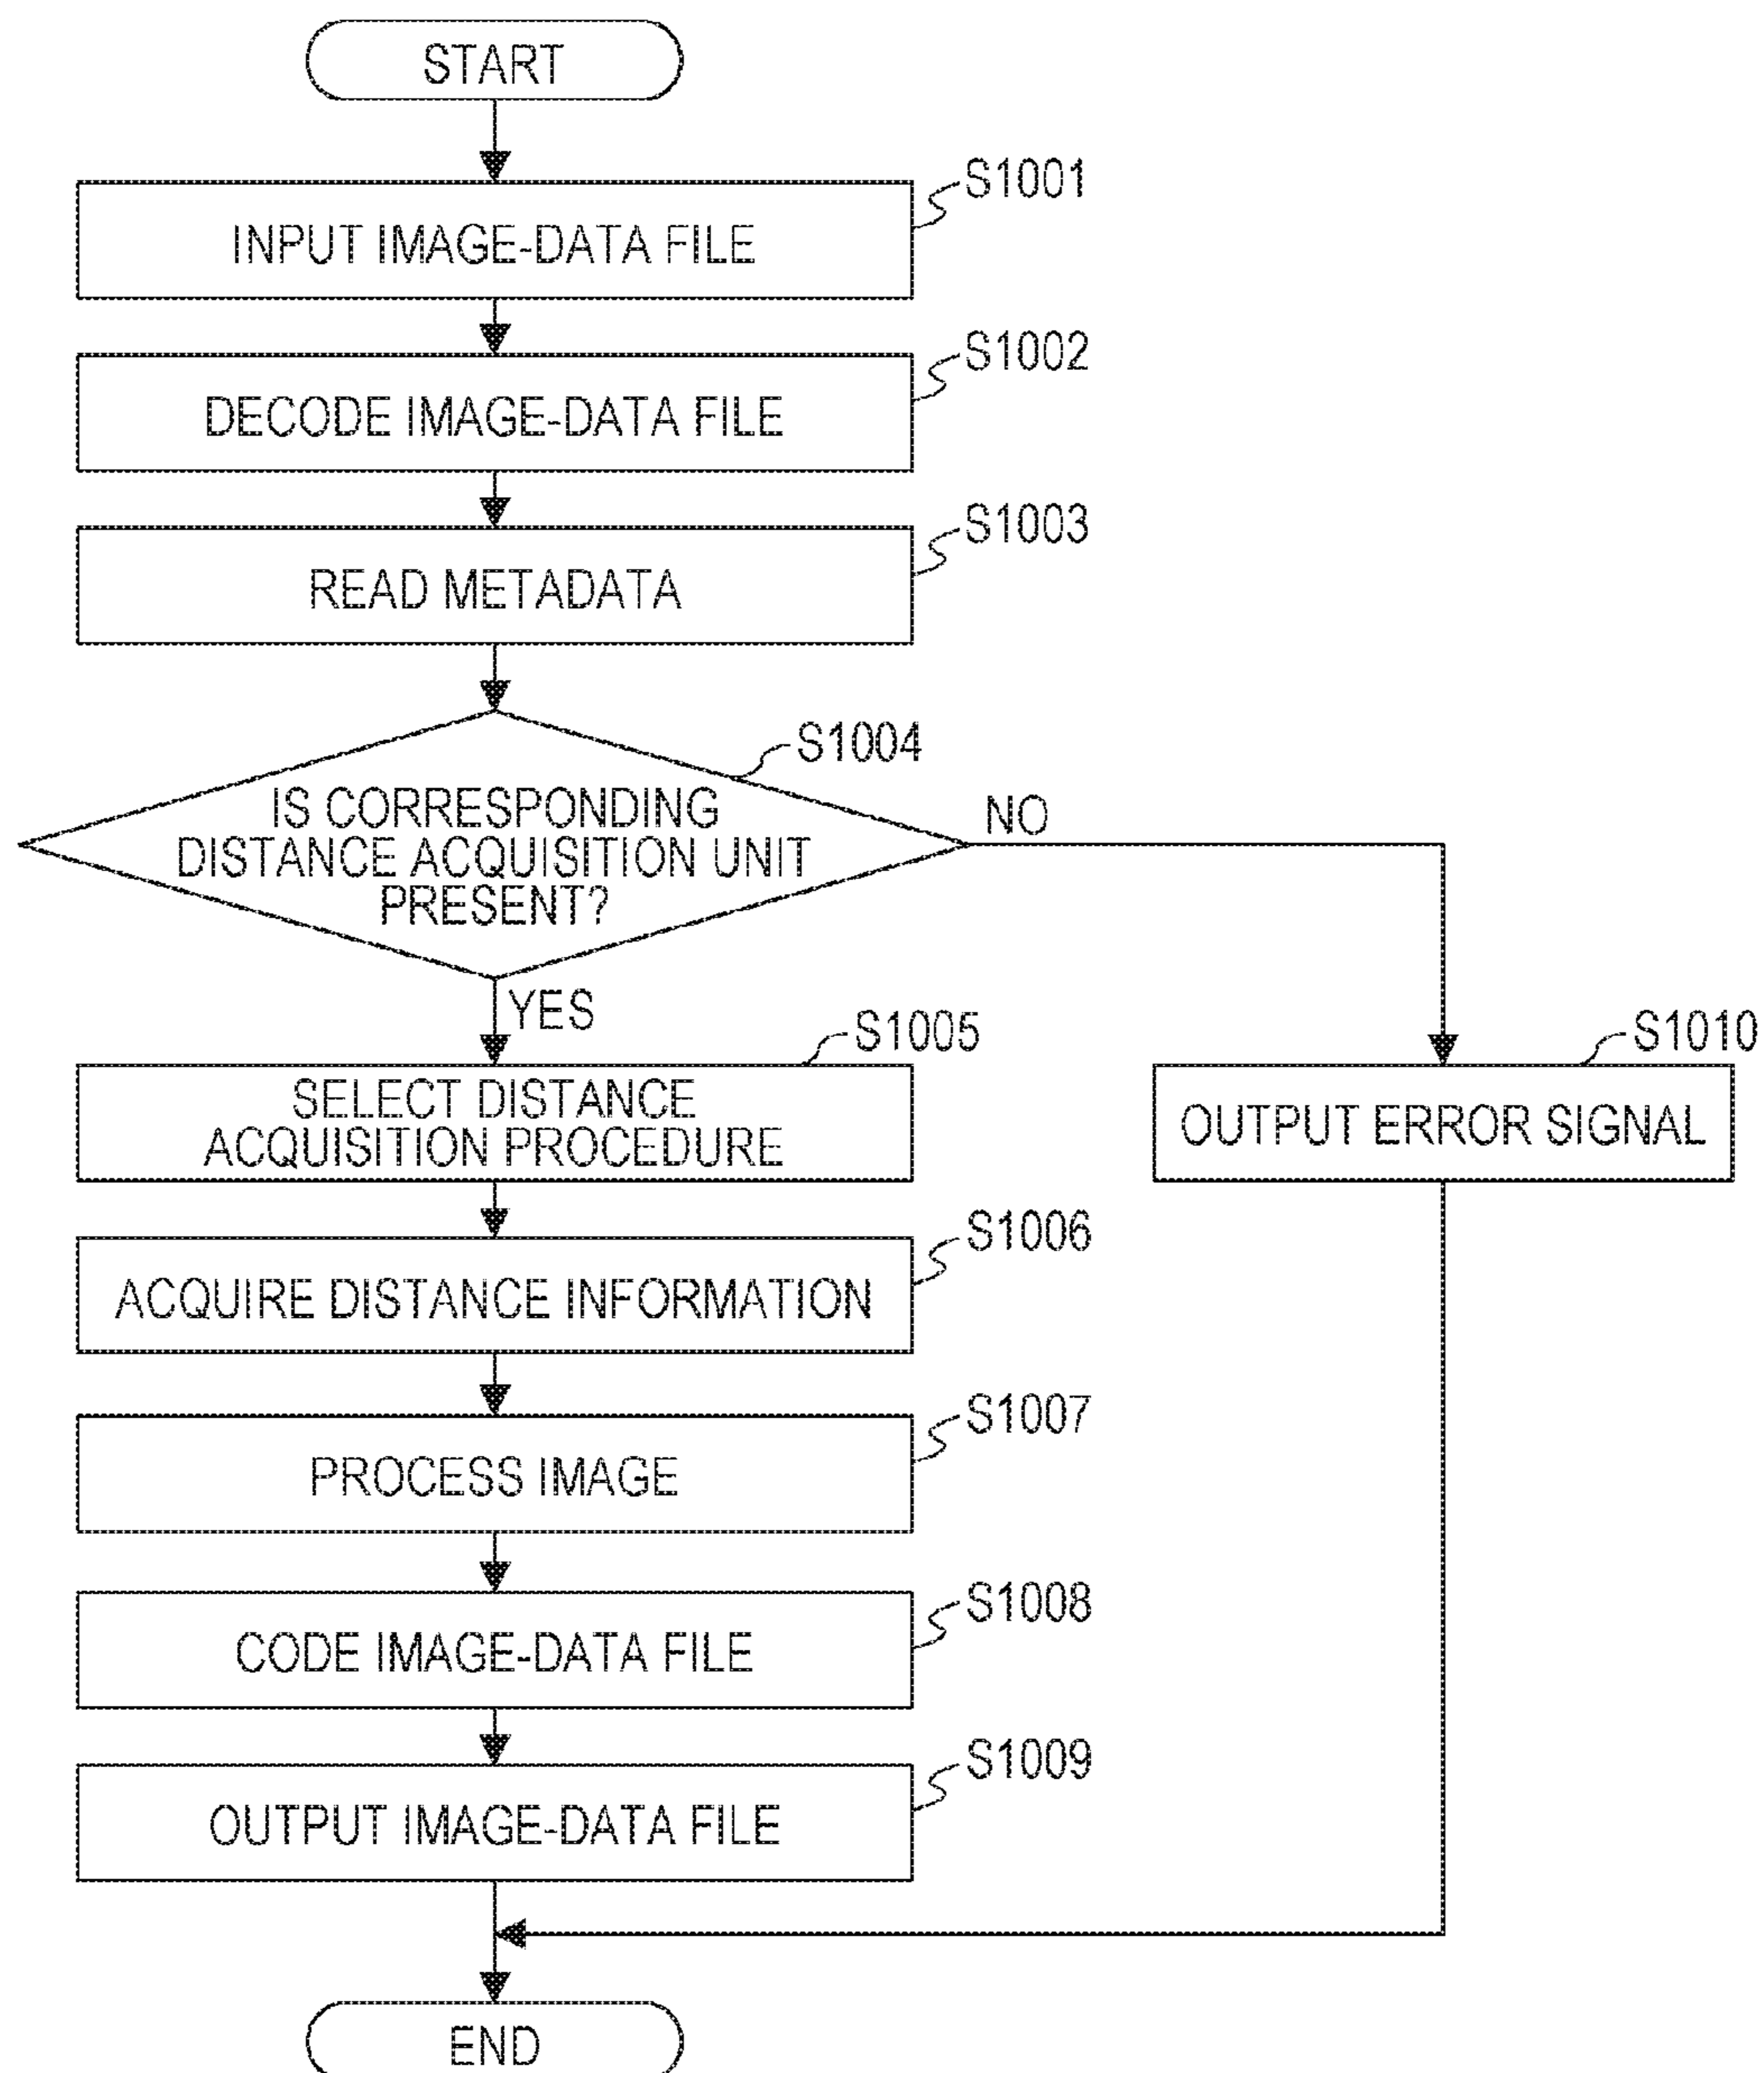 START
S1001
INPUT IMAGE-DATA FILE
S1002
DECODE IMAGE-DATA FILE
S1003
READ METADATA
S1004
IS CORRESPONDING
DISTANCE ACQUISITION UNIT
PRESENT?
NO
YES
S1005
SELECT DISTANCE
ACQUISITION PROCEDURE
S1010
OUTPUT ERROR SIGNAL
S1006
ACQUIRE DISTANCE INFORMATION
S1007
PROCESS IMAGE
S1008
CODE IMAGE-DATA FILE
S1009
OUTPUT IMAGE-DATA FILE
END